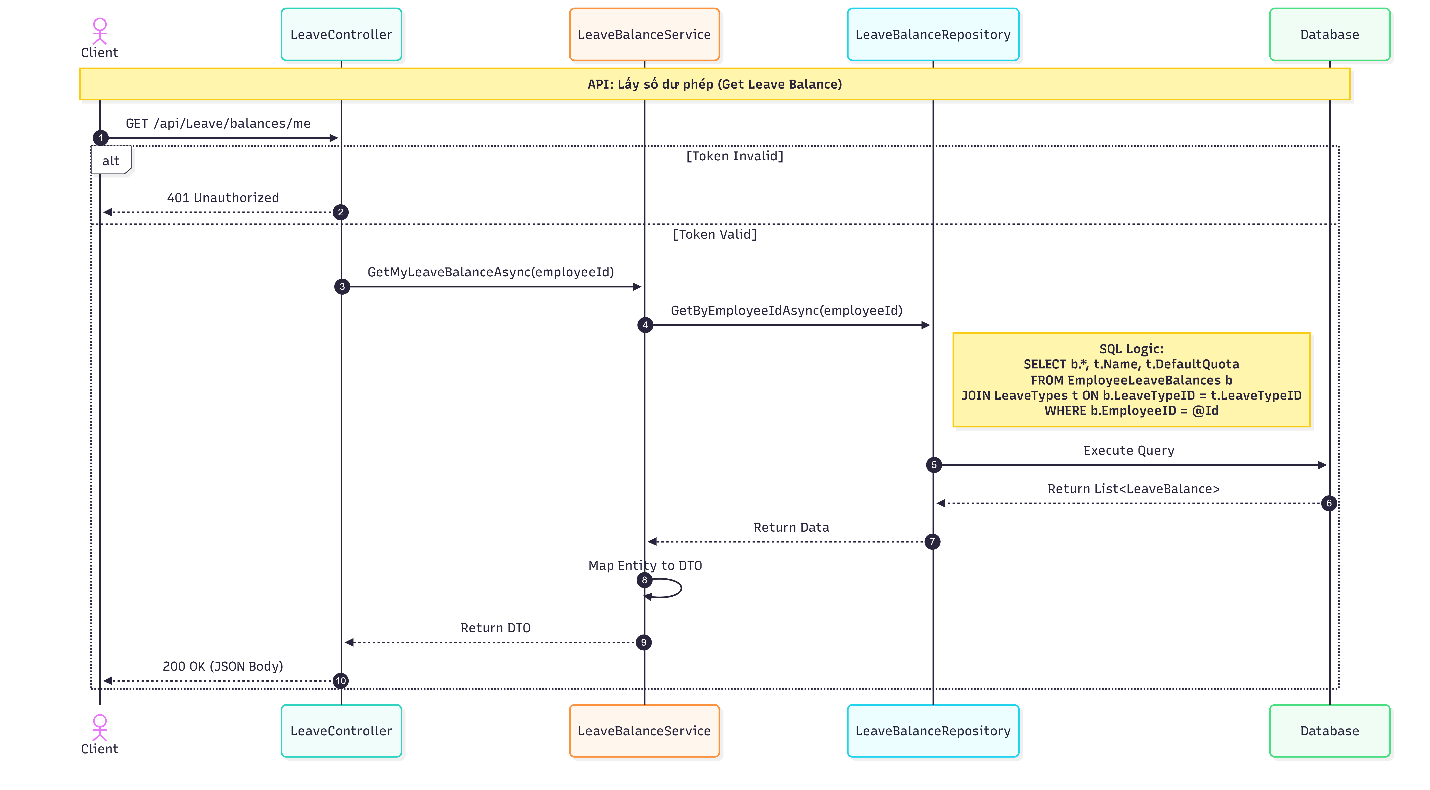 Client
LeaveController
LeaveBalanceService
LeaveBalanceRepository
Database
API: Lấy số dư phép (Get Leave Balance)
GET /api/Leave/balances/me
1
alt
[Token Invalid]
401 Unauthorized
2
[Token Valid]
GetMyLeaveBalanceAsync(employeeId)
3
GetByEmployeeIdAsync(employeeId)
4
SQL Logic:
SELECT b.*, t.Name, t.DefaultQuota
FROM EmployeeLeaveBalances b
JOIN LeaveTypes t ON b.LeaveTypeID = t.LeaveTypeID
WHERE b.EmployeeID = @Id
Execute Query
5
Return List<LeaveBalance>
6
Return Data
7
Map Entity to DTO
8
Return DTO
9
200 OK (JSON Body)
10
Client
LeaveController
LeaveBalanceService
LeaveBalanceRepository
Database